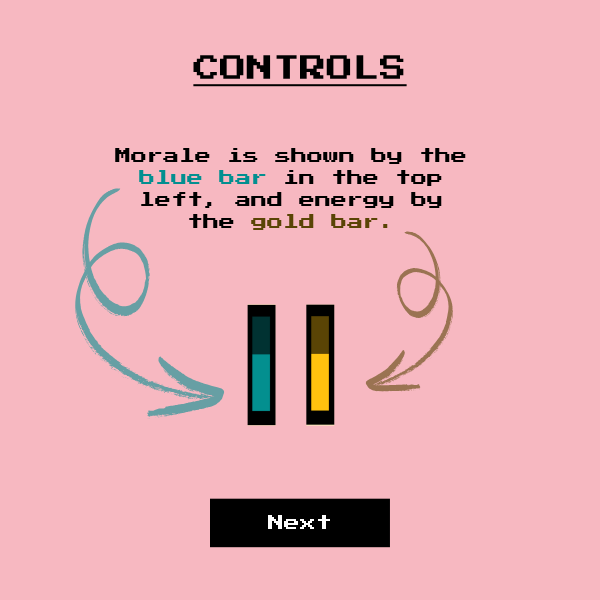 CONTROLS
Morale is shown by the
blue bar in the top
left, and energy by
the gold bar.
Next